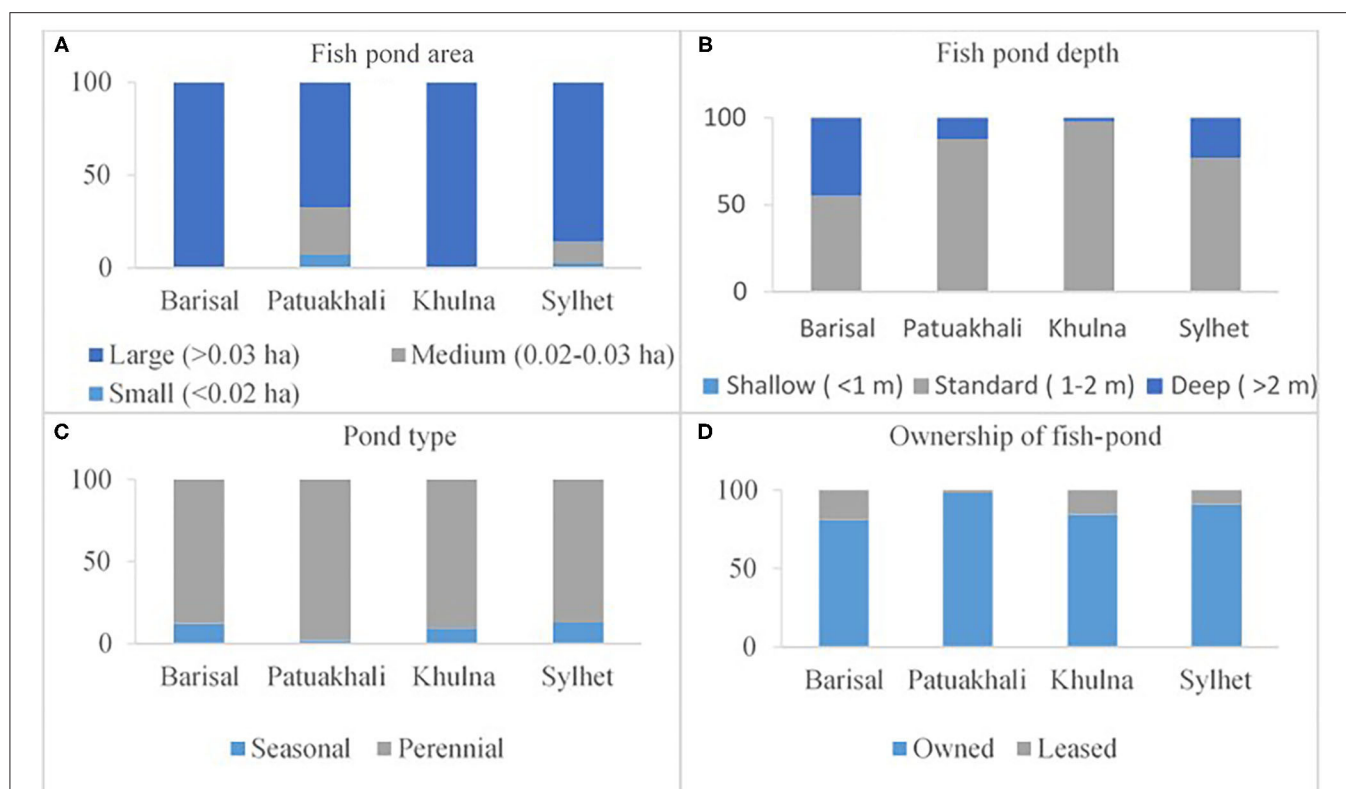 A
Fish pond area
100
50
0
Barisal Patuakhali Khulna Sylhet
Large (>0.03 ha) Medium (0.02-0.03 ha)
Small (<0.02 ha)
B
Fish pond depth
100
50
0
Barisal Patuakhali Khulna Sylhet
Shallow ( <1 m) Standard ( 1-2 m) Deep ( >2 m)
C
Pond type
100
50
0
Barisal Patuakhali Khulna Sylhet
Seasonal Perennial
D
Ownership of fish-pond
100
50
0
Barisal Patuakhali Khulna Sylhet
Owned Leased